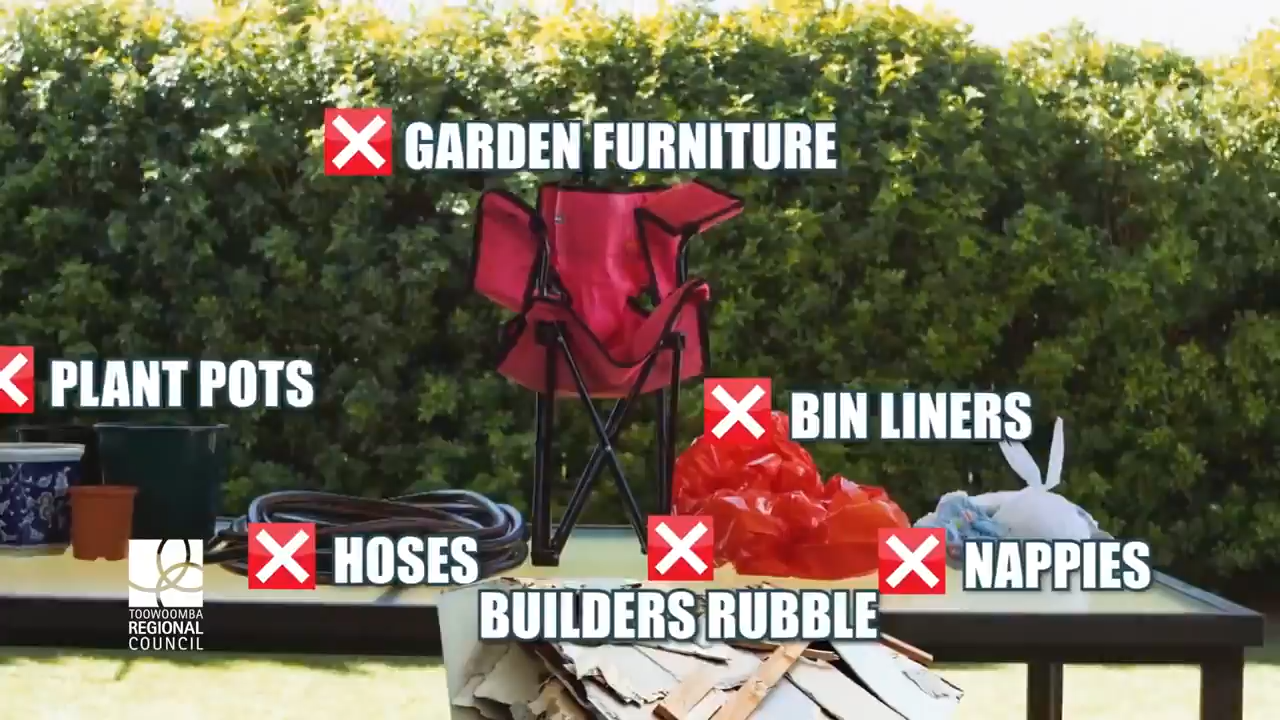 GARDEN FURNITURE
PLANT POTS
BIN LINERS
HOSES
NAPPIES
BUILDERS RUBBLE
TOOWOOMBA
REGIONAL
COUNCIL